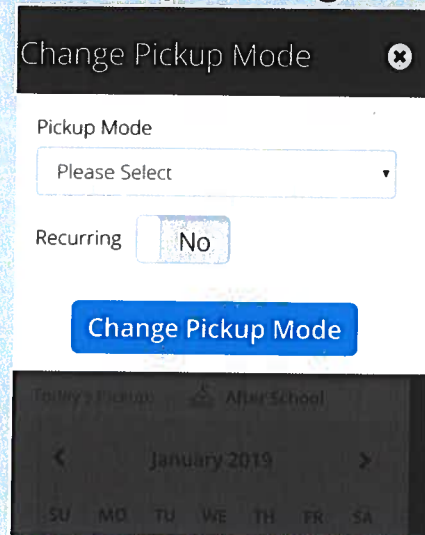 Change Pickup Mode
Pickup Mode
Please Select
Recurring No
Change Pickup Mode
Today's Pickup: After School
January 2019
SU MO TU WE TH FR SA